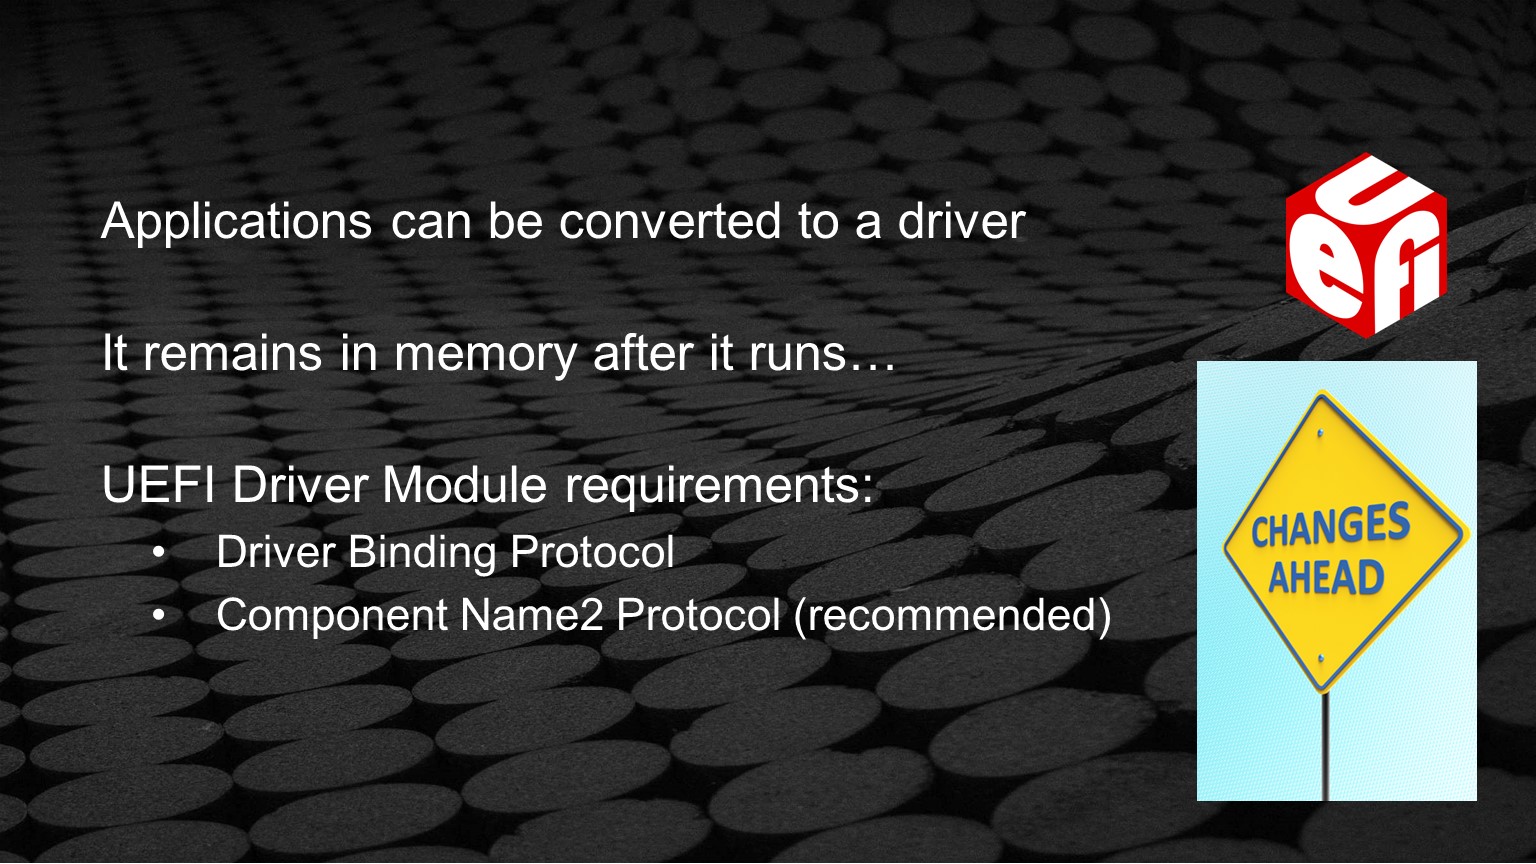 Applications can be converted to a driver
It remains in memory after it runs…
UEFI Driver Module requirements:
• Driver Binding Protocol
• Component Name2 Protocol (recommended)
uefi
CHANGES
AHEAD